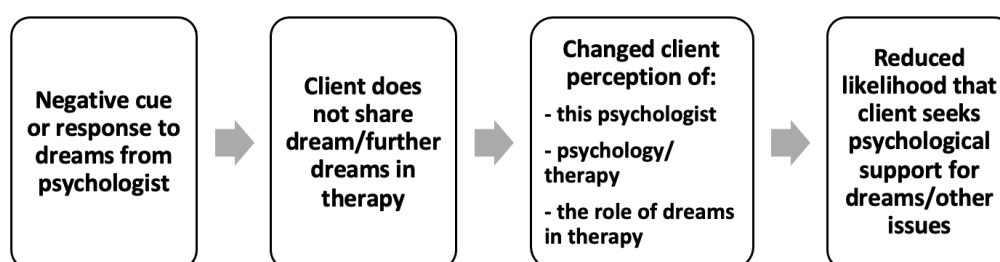 Negative cue
or response to
dreams from
psychologist
Client does
not share
dream/further
dreams in
therapy
Changed client
perception of:
- this psychologist
- psychology/
therapy
- the role of dreams
in therapy
Reduced
likelihood that
client seeks
psychological
support for
dreams/other
issues